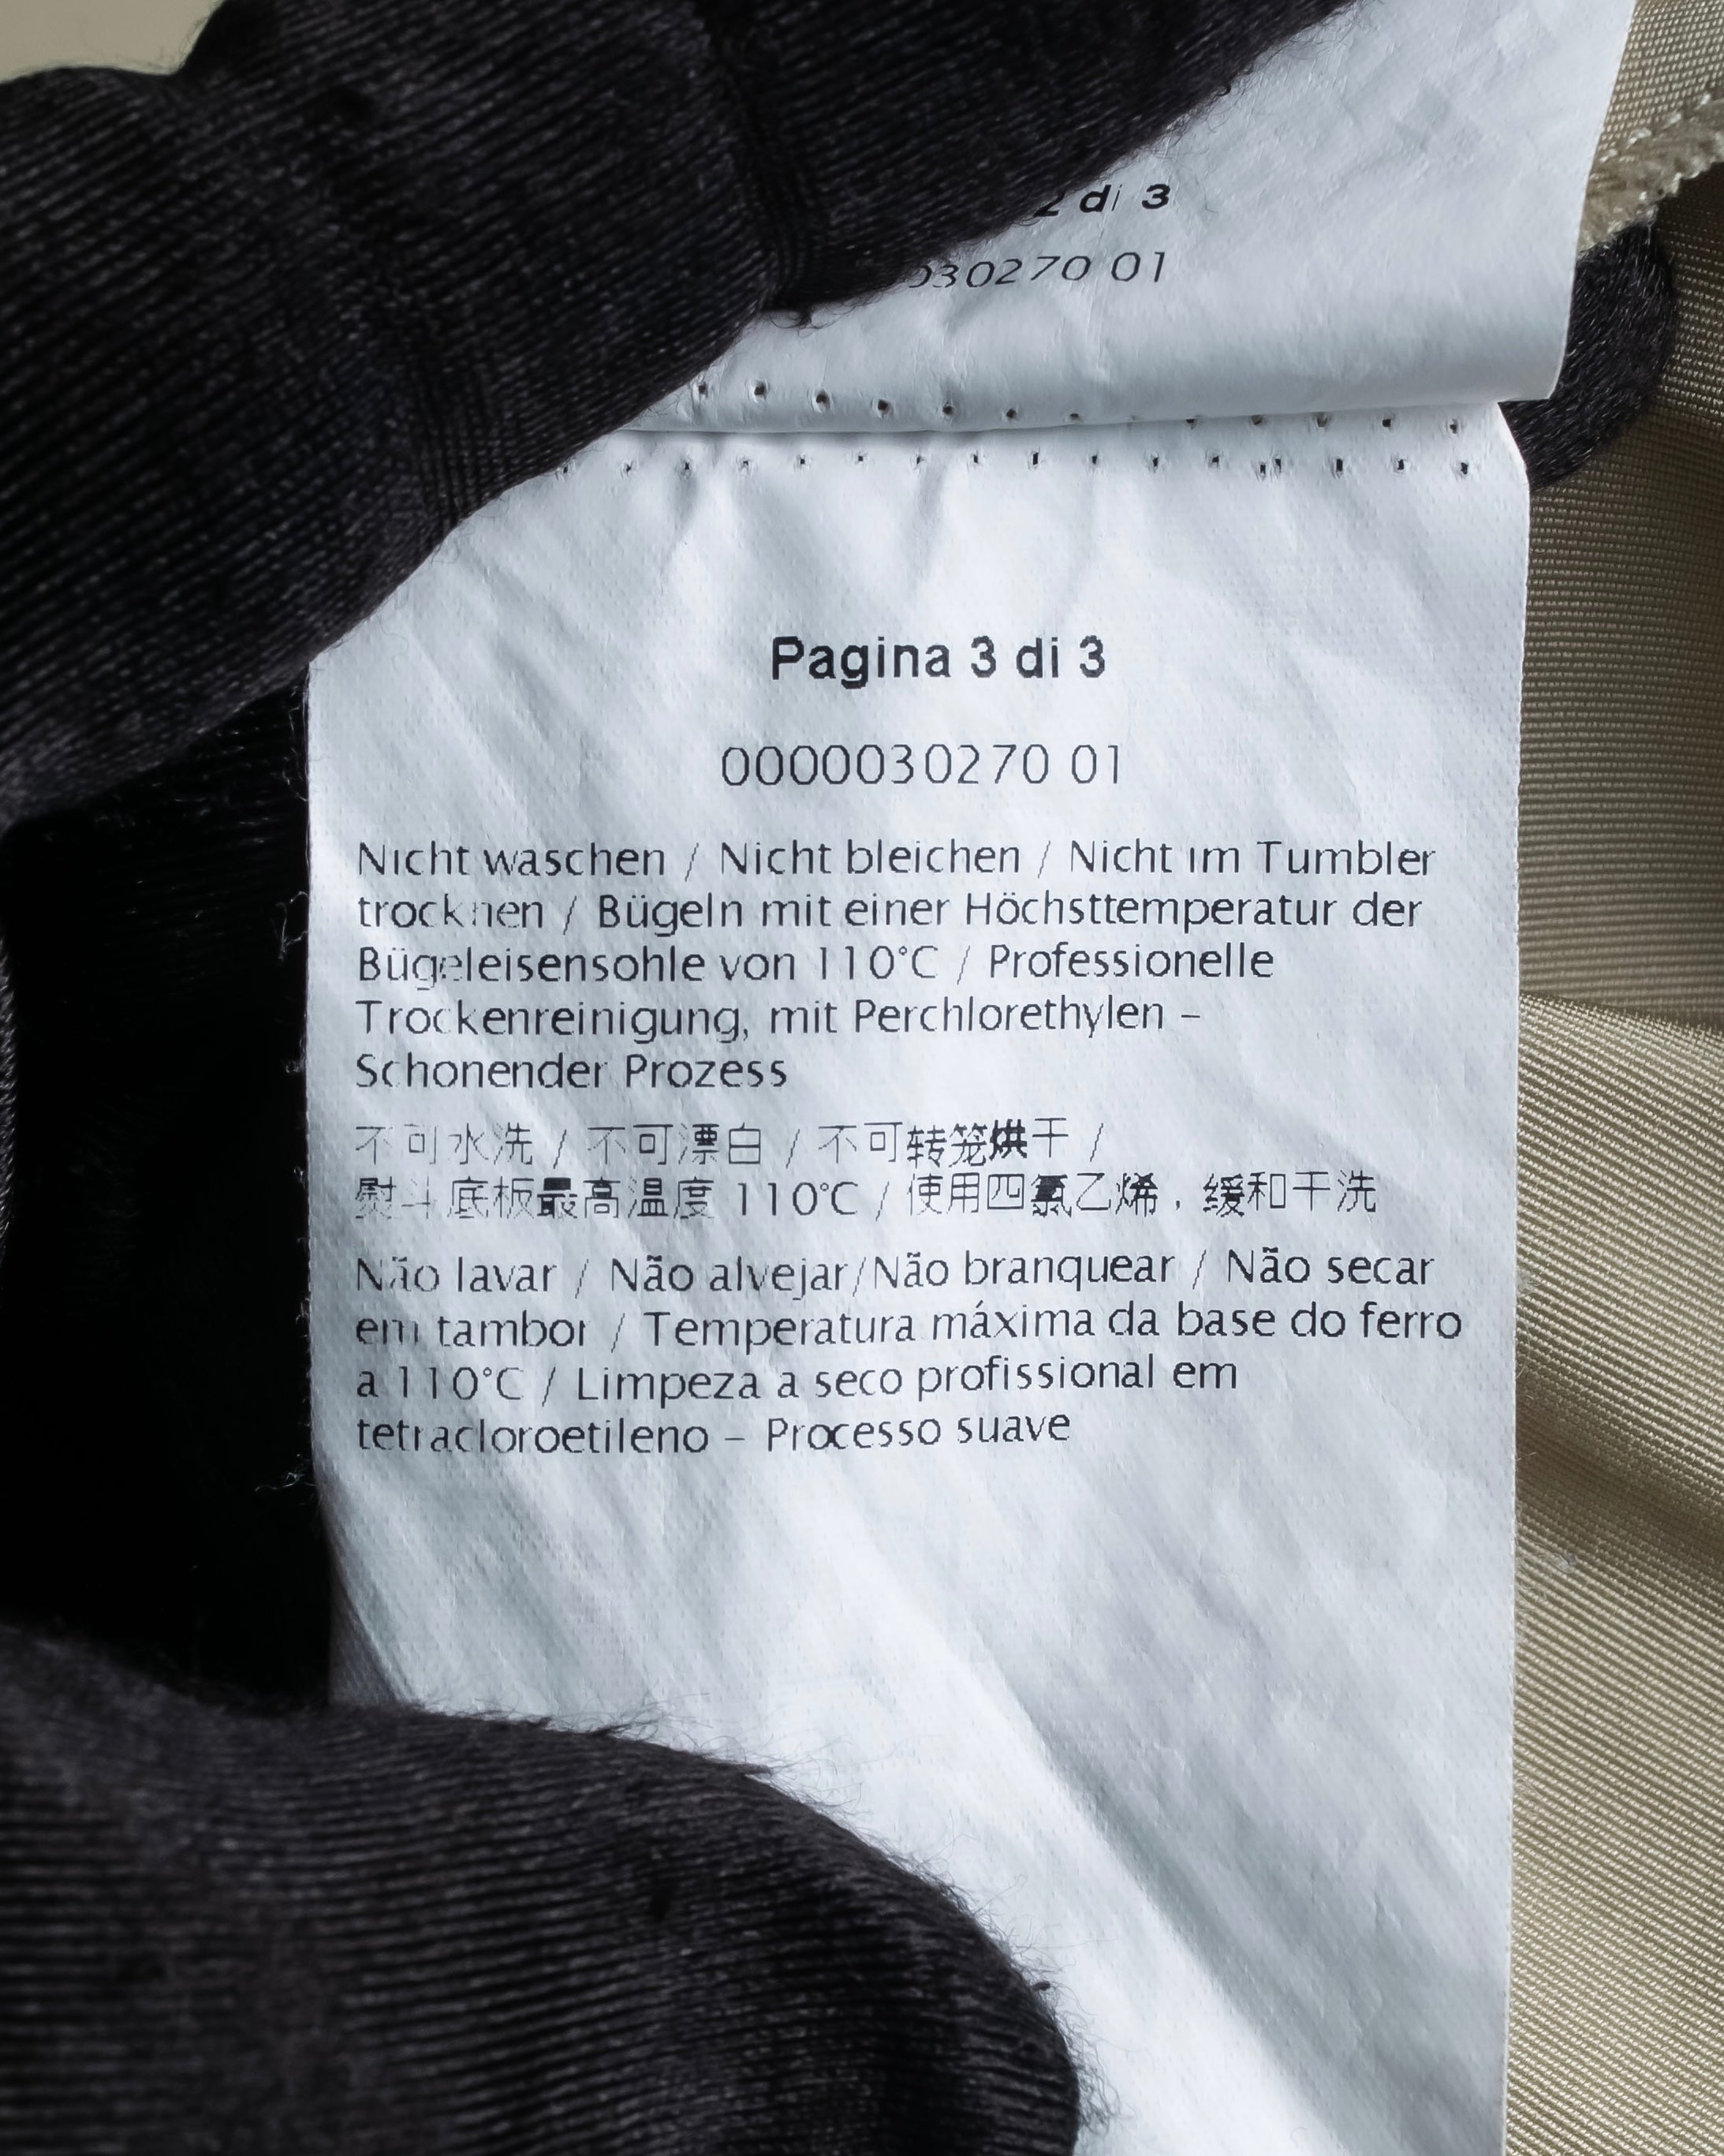 di 3
30270 01
Pagina 3 di 3
0000030270 01
Nicht waschen / Nicht bleichen / Nicht im Tumbler
trocknen / Bügeln mit einer Höchsttemperatur der
Bügeleisensohle von 110°C / Professionelle
Trockenreinigung, mit Perchlorethylen –
Schonender Prozess
不可水洗 / 不可漂白 / 不可转笼烘干 /
熨斗底板最高温度 110℃ / 使用四氯乙烯，缓和干洗
Não lavar / Não alvejar/Não branquear / Não secar
em tambor / Temperatura máxima da base do ferro
a 110°C / Limpeza a seco profissional em
tetracloroetileno – Processo suave